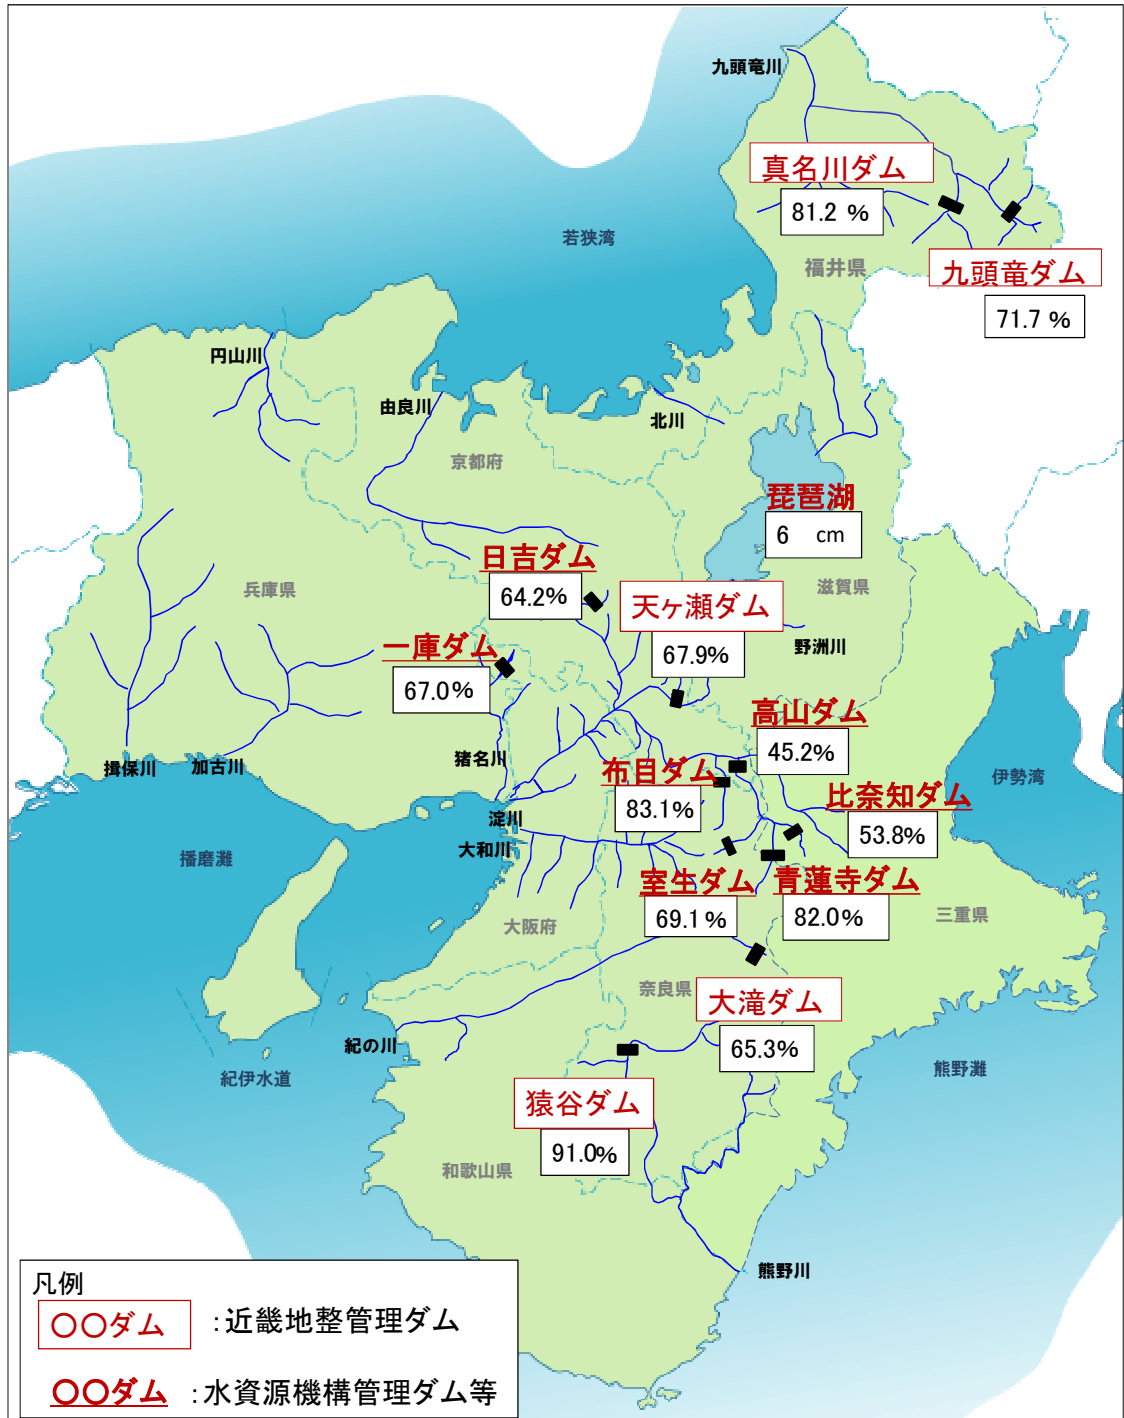 九頭竜川
真名川ダム
81.2 %
若狭湾
福井県
九頭竜ダム
71.7 %
円山川
由良川
北川
京都府
琵琶湖
6 cm
日吉ダム
64.2%
兵庫県
天ヶ瀬ダム
67.9%
滋賀県
野洲川
一庫ダム
67.0%
高山ダム
45.2%
猪名川
揖保川
加古川
布目ダム
83.1%
比奈知ダム
53.8%
伊勢湾
淀川
大和川
播磨灘
室生ダム
69.1%
青蓮寺ダム
82.0%
大阪府
三重県
奈良県
大滝ダム
65.3%
紀の川
紀伊水道
熊野灘
猿谷ダム
91.0%
和歌山県
熊野川
凡例
〇〇ダム :近畿地整管理ダム
〇〇ダム :水資源機構管理ダム等